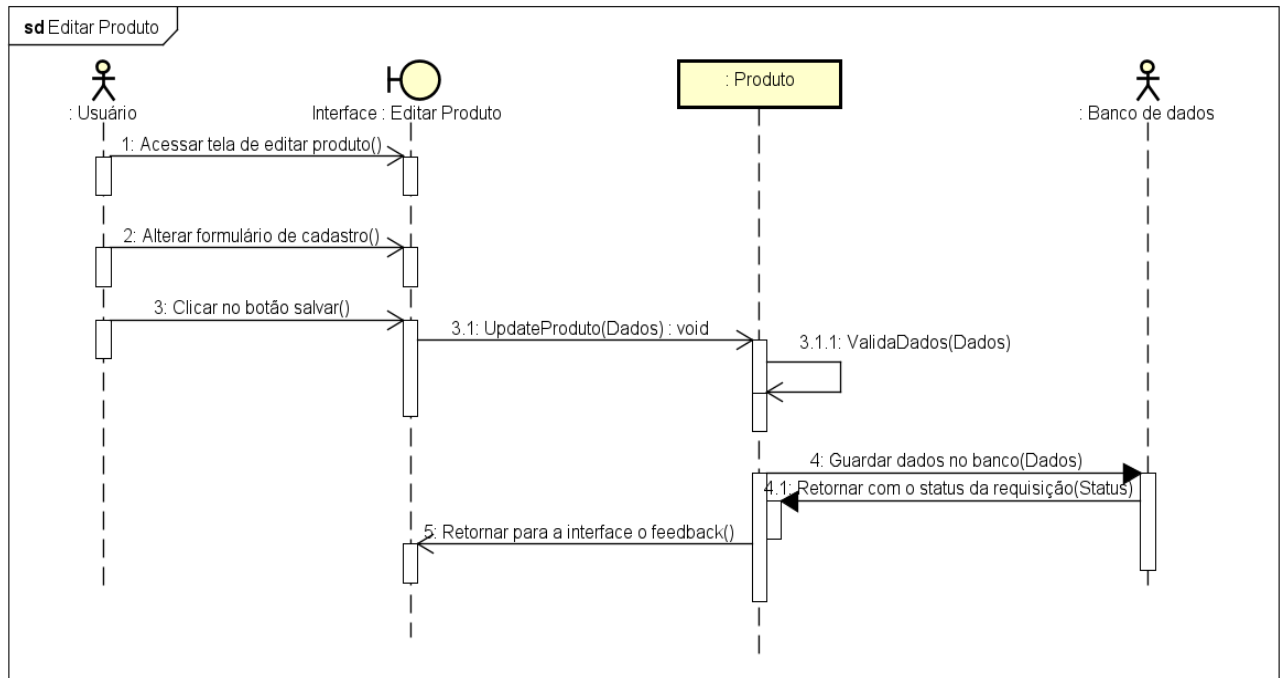 sd Editar Produto
: Usuário
Interface : Editar Produto
: Produto
: Banco de dados
1: Acessar tela de editar produto()
2: Alterar formulário de cadastro()
3: Clicar no botão salvar()
3.1: UpdateProduto(Dados) : void
3.1.1: ValidaDados(Dados)
4: Guardar dados no banco(Dados)
4.1: Retornar com o status da requisição(Status)
5: Retornar para a interface o feedback()